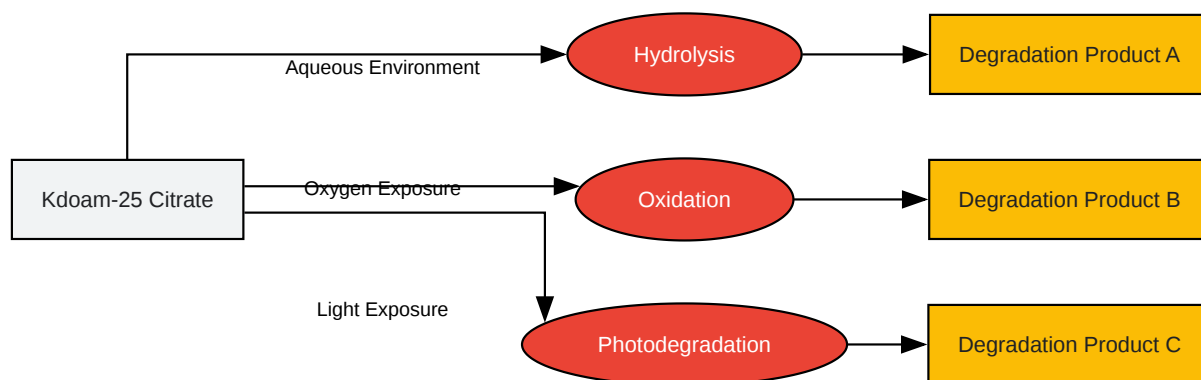 Hydrolysis
Degradation Product A
Aqueous Environment
Kdoam-25 Citrate
Oxygen Exposure
Oxidation
Degradation Product B
Light Exposure
Photodegradation
Degradation Product C